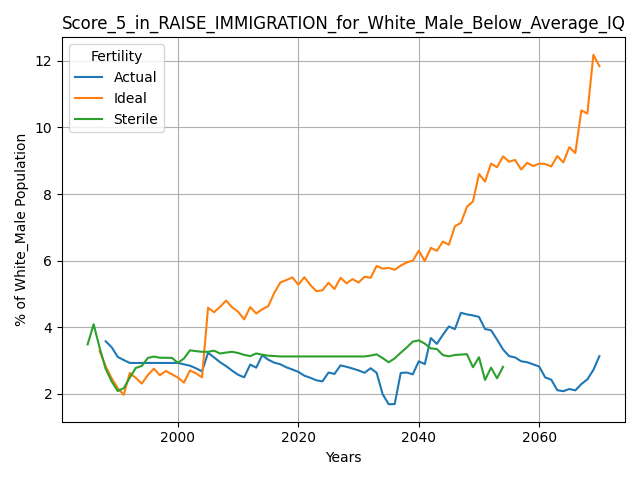 Score_5_in_RAISE_IMMIGRATION_for_White_Male_Below_Average_IQ
Fertility
Actual
Ideal
Sterile
% of White_Male Population
12
10
8
6
4
2
2000
2020
2040
2060
Years